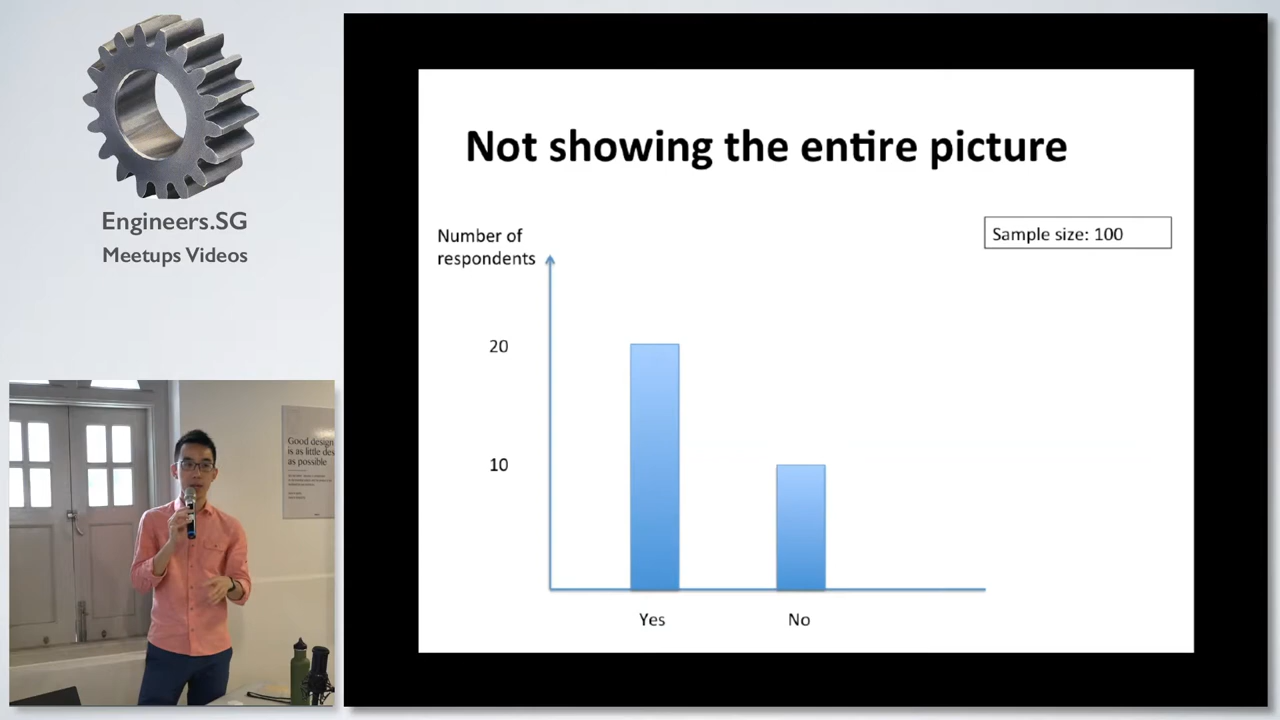 Engineers.SG
Meetups Videos
Not showing the entire picture
Number of
respondents
Sample size: 100
20
10
Yes
No
Good design
is as little des
as possible